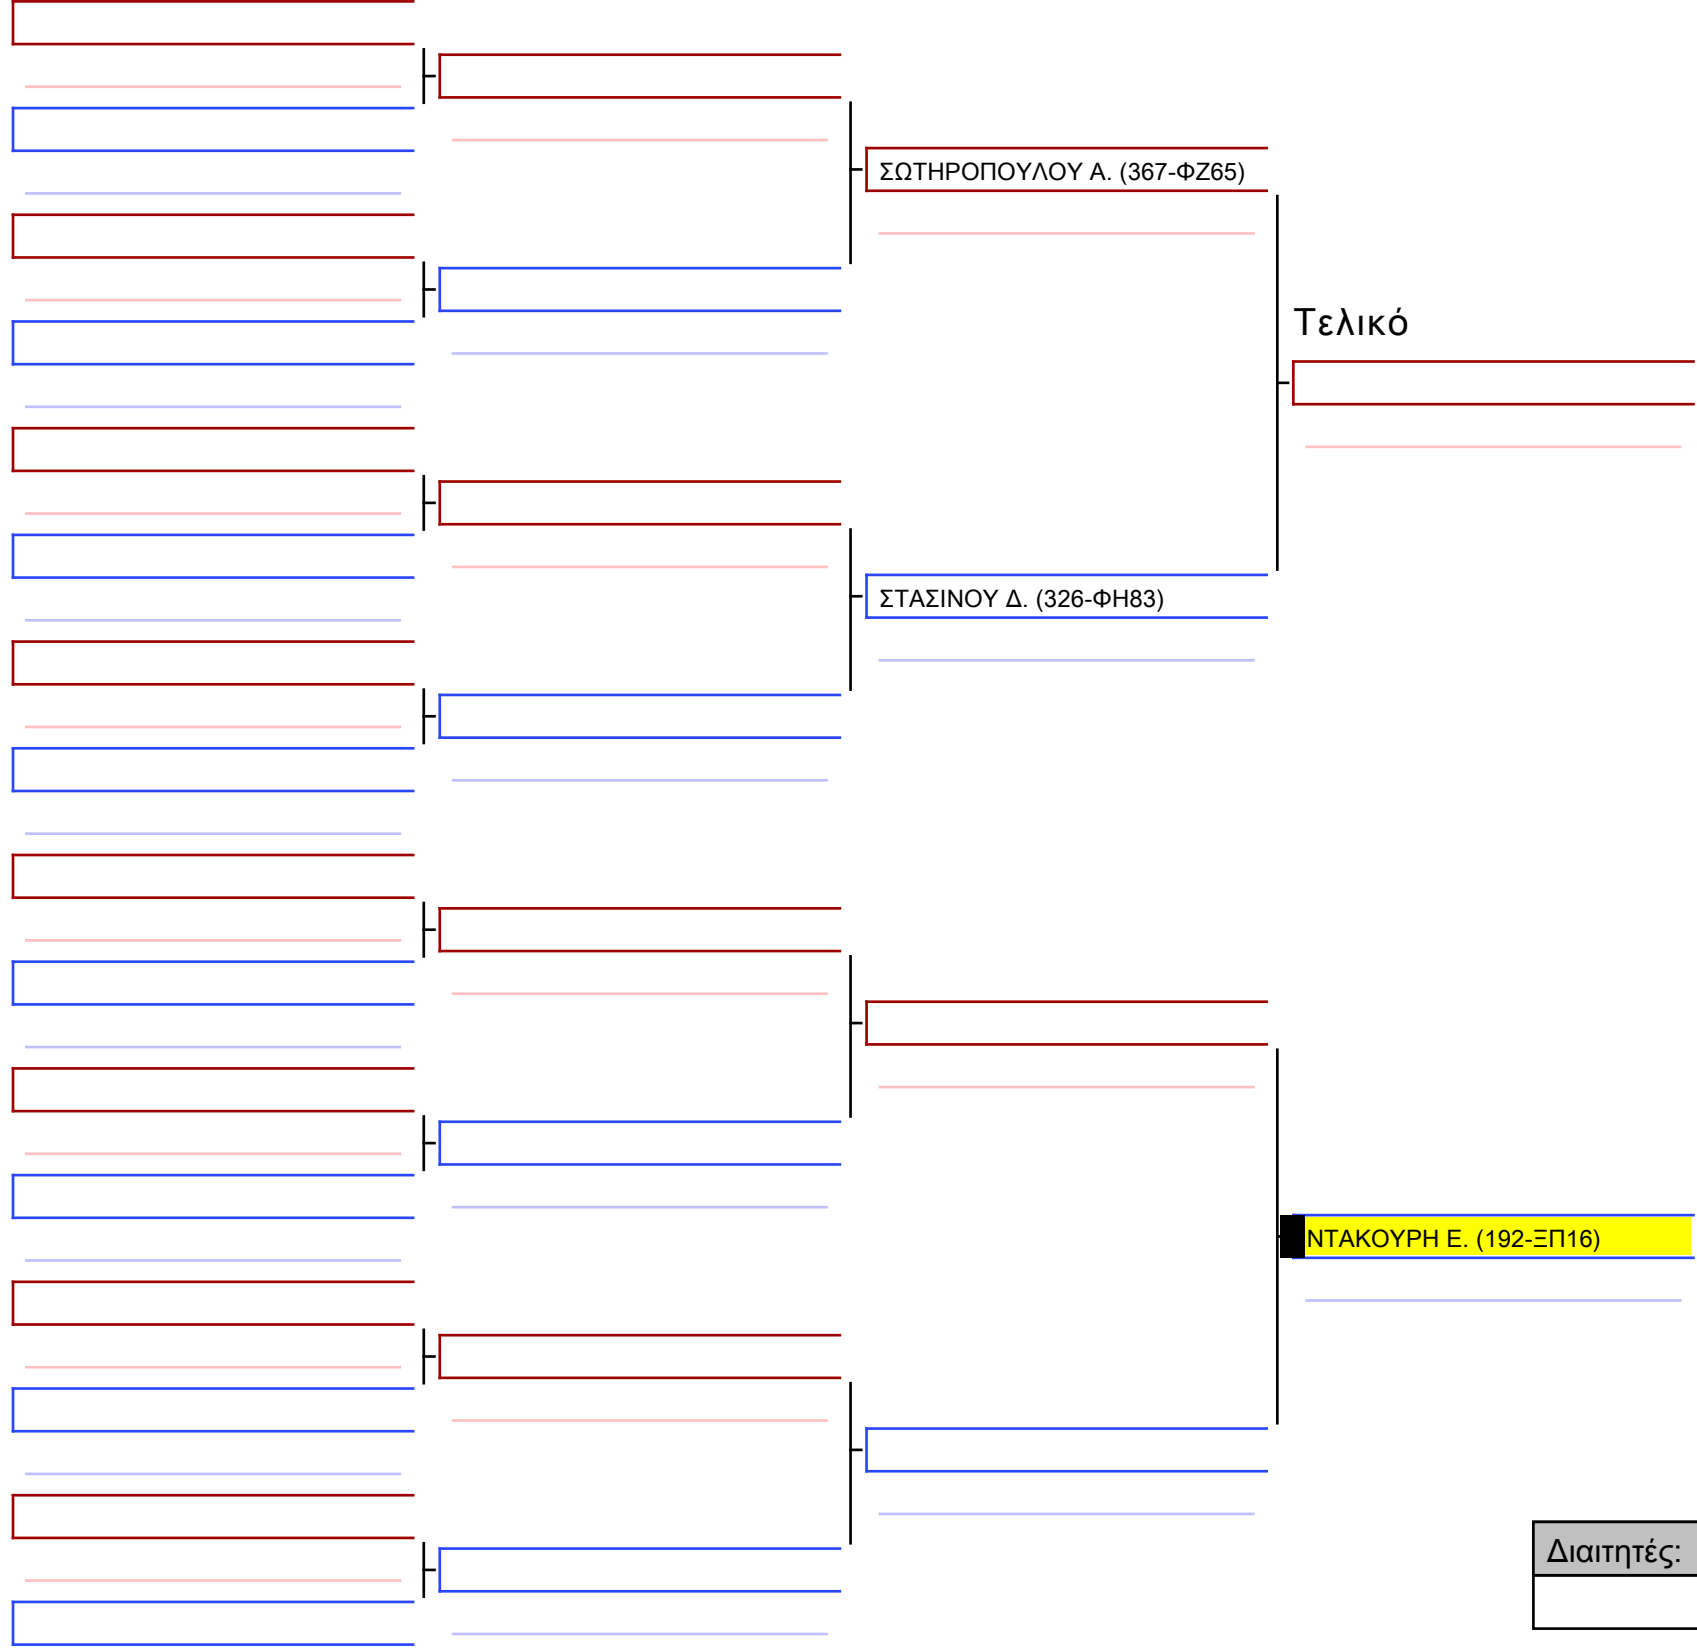 ΣΩΤΗΡΟΠΟΥΛΟΥ Α. (367-ΦΖ65)
Τελικό
ΣΤΑΣΙΝΟΥ Δ. (326-ΦΗ83)
ΝΤΑΚΟΥΡΗ Ε. (192-ΞΠ16)
Διαιτητές: